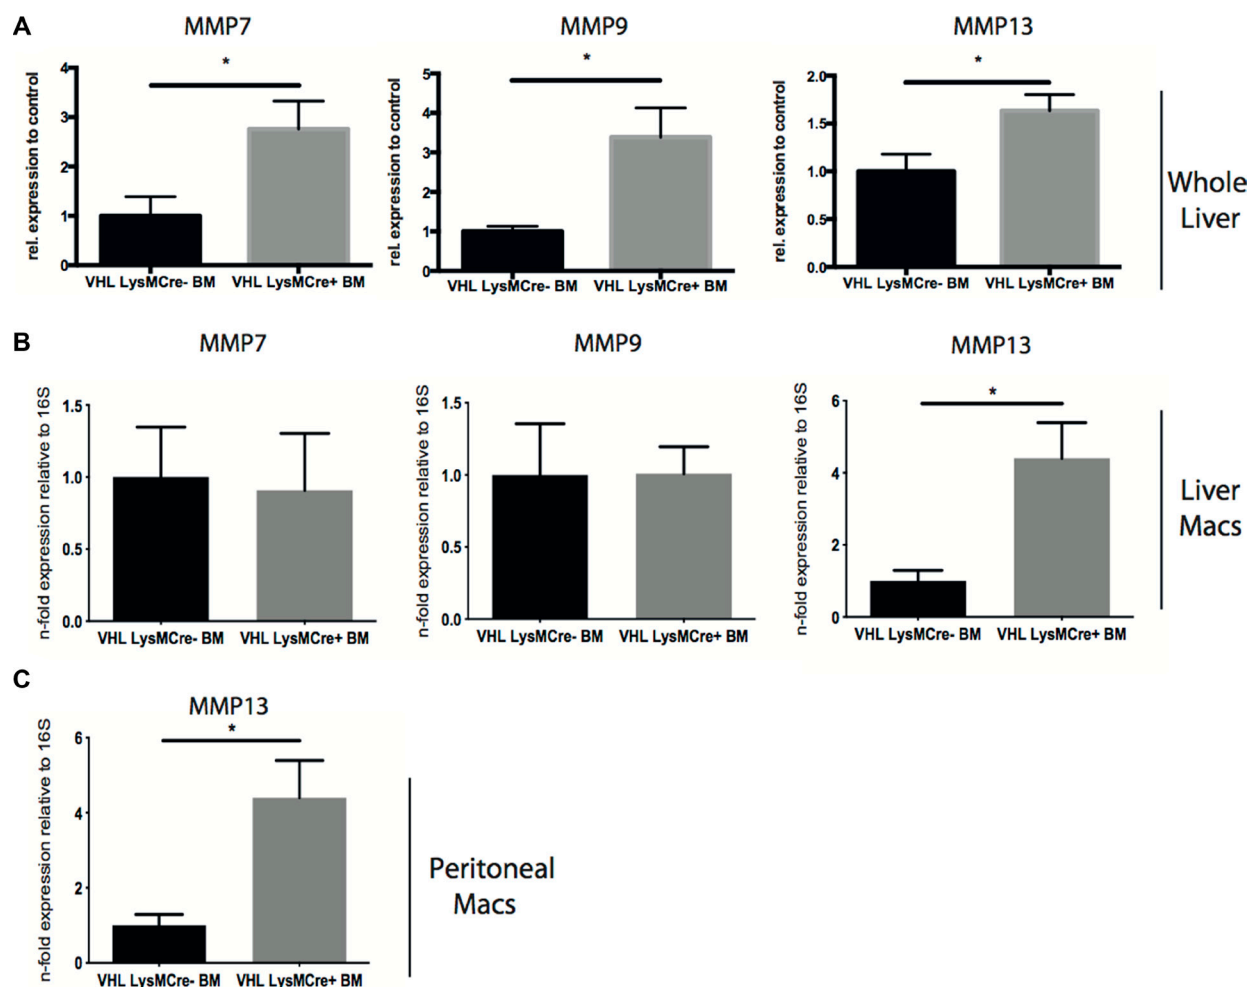 A
MMP7
MMP9
MMP13
*
*
*
rel. expression to control
4
3
2
1
0
VHL LysMCre- BM
VHL LysMCre+ BM
rel. expression to control
5
4
3
2
1
0
VHL LysMCre- BM
VHL LysMCre+ BM
rel. expression to control
2.0
1.5
1.0
0.5
0.0
VHL LysMCre- BM
VHL LysMCre+ BM
Whole
Liver
B
MMP7
MMP9
MMP13
n-fold expression relative to 16S
1.5
1.0
0.5
0.0
VHL LysMCre- BM
VHL LysMCre+ BM
n-fold expression relative to 16S
1.5
1.0
0.5
0.0
VHL LysMCre- BM
VHL LysMCre+ BM
*
n-fold expression relative to 16S
6
4
2
0
VHL LysMCre- BM
VHL LysMCre+ BM
Liver
Macs
C
MMP13
*
n-fold expression relative to 16S
6
4
2
0
VHL LysMCre- BM
VHL LysMCre+ BM
Peritoneal
Macs